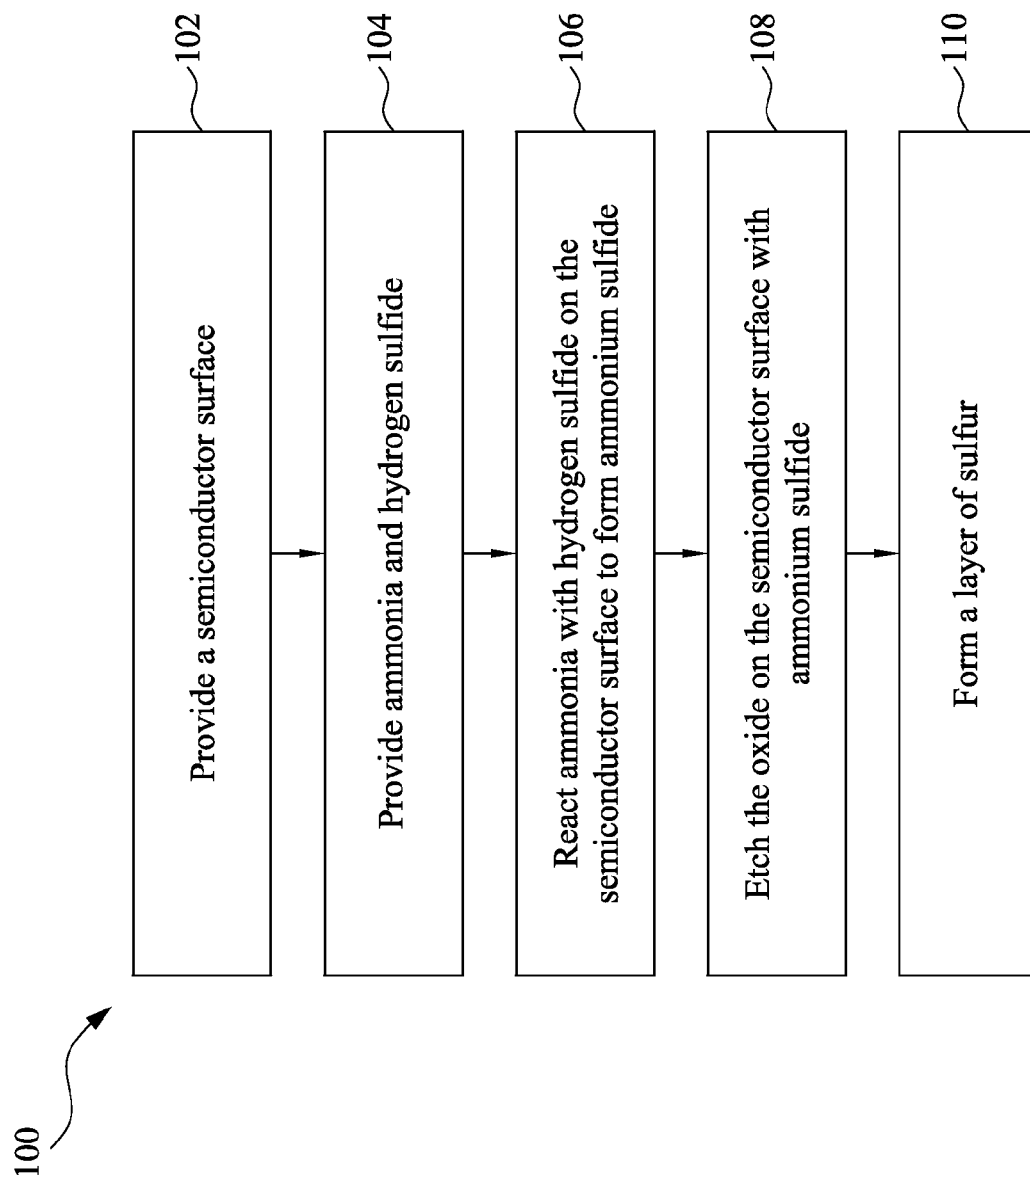 100
Provide a semiconductor surface
102
Provide ammonia and hydrogen sulfide
104
React ammonia with hydrogen sulfide on the
semiconductor surface to form ammonium sulfide
106
Etch the oxide on the semiconductor surface with
ammonium sulfide
108
Form a layer of sulfur
110